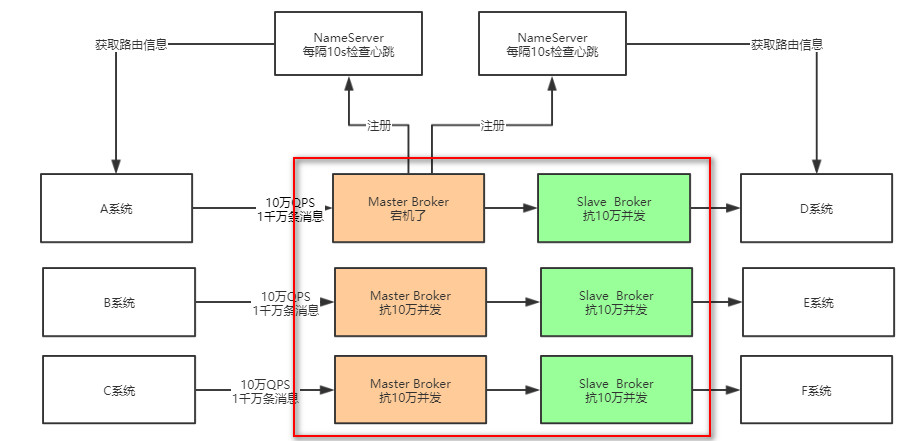 NameServer
每隔10s检查心跳
NameServer
每隔10s检查心跳
获取路由信息
获取路由信息
注册
注册
A系统
10万QPS
1千万条消息
Master Broker
宕机了
Slave Broker
抗10万并发
D系统
B系统
10万QPS
1千万条消息
Master Broker
抗10万并发
Slave Broker
抗10万并发
E系统
C系统
10万QPS
1千万条消息
Master Broker
抗10万并发
Slave Broker
抗10万并发
F系统